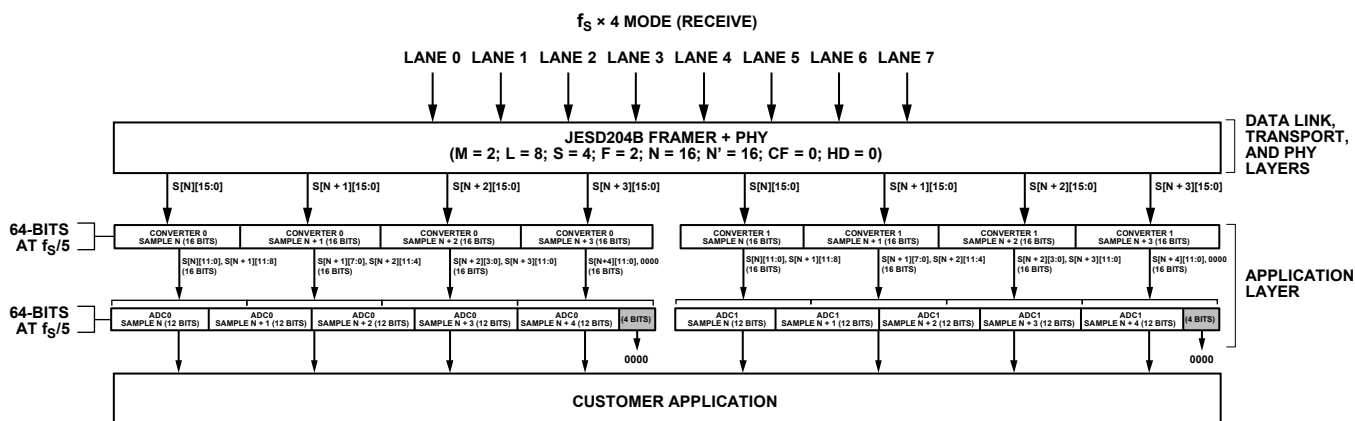 fS × 4 MODE (RECEIVE)
LANE 0 LANE 1 LANE 2 LANE 3 LANE 4 LANE 5 LANE 6 LANE 7
JESD204B FRAMER + PHY
(M = 2; L = 8; S = 4; F = 2; N = 16; N' = 16; CF = 0; HD = 0)
DATA LINK,
TRANSPORT,
AND PHY
LAYERS
S[N][15:0] S[N + 1][15:0] S[N + 2][15:0] S[N + 3][15:0] S[N][15:0] S[N + 1][15:0] S[N + 2][15:0] S[N + 3][15:0]
64-BITS
AT fS/5
CONVERTER 0 CONVERTER 0 CONVERTER 0 CONVERTER 0 CONVERTER 1 CONVERTER 1 CONVERTER 1 CONVERTER 1
SAMPLE N (16 BITS) SAMPLE N + 1 (16 BITS) SAMPLE N + 2 (16 BITS) SAMPLE N + 3 (16 BITS) SAMPLE N (16 BITS) SAMPLE N + 1 (16 BITS) SAMPLE N + 2 (16 BITS) SAMPLE N + 3 (16 BITS)
S[N][11:0], S[N + 1][11:8] S[N + 1][7:0], S[N + 2][11:4] S[N + 2][3:0], S[N + 3][11:0] S[N+4][11:0], 0000 S[N][11:0], S[N + 1][11:8] S[N + 1][7:0], S[N + 2][11:4] S[N + 2][3:0], S[N + 3][11:0] S[N + 4][11:0], 0000
(16 BITS) (16 BITS) (16 BITS) (16 BITS) (16 BITS) (16 BITS) (16 BITS) (16 BITS)
APPLICATION
LAYER
64-BITS
AT fS/5
ADC0 ADC0 ADC0 ADC0 ADC0 ADC1 ADC1 ADC1 ADC1 ADC1
SAMPLE N (12 BITS) SAMPLE N + 1 (12 BITS) SAMPLE N + 2 (12 BITS) SAMPLE N + 3 (12 BITS) SAMPLE N + 4 (12 BITS) (4 BITS) SAMPLE N (12 BITS) SAMPLE N + 1 (12 BITS) SAMPLE N + 2 (12 BITS) SAMPLE N + 3 (12 BITS) SAMPLE N + 4 (12 BITS) (4 BITS)
0000 0000
CUSTOMER APPLICATION